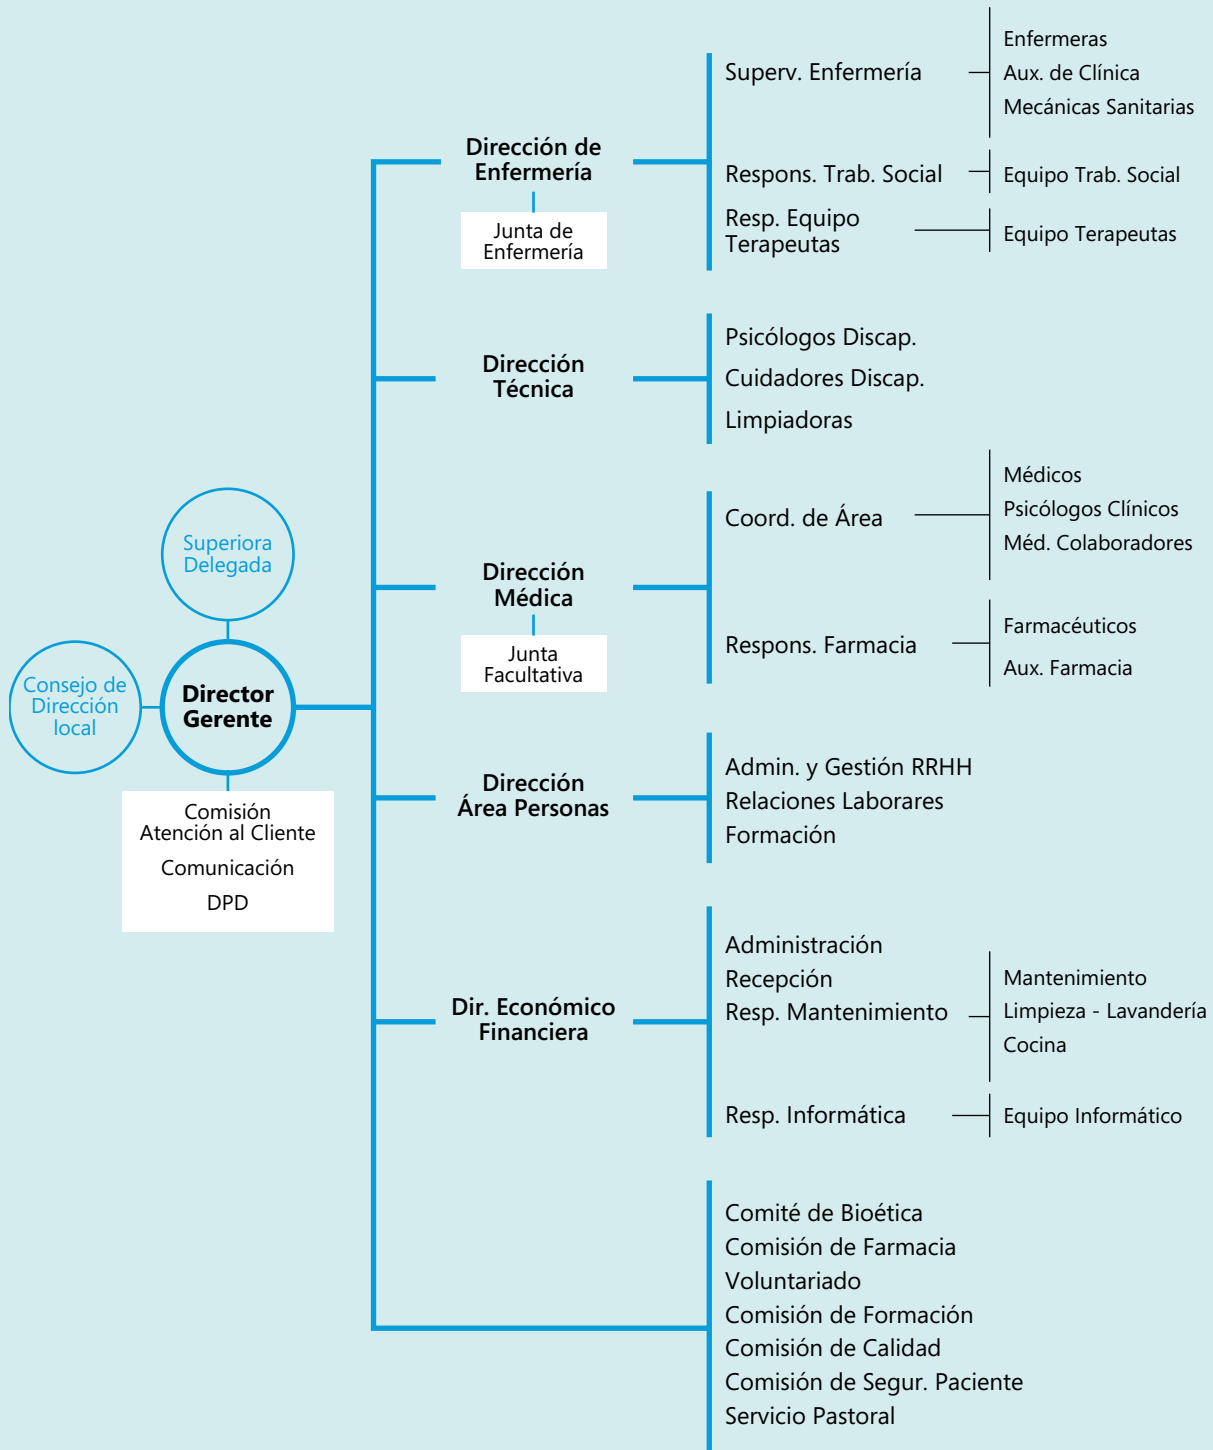 Superiora
Delegada
Consejo de
Dirección
local
Director
Gerente
Comisión
Atención al Cliente
Comunicación
DPD
Dirección de
Enfermería
Junta de
Enfermería
Superv. Enfermería
Enfermeras
Aux. de Clínica
Mecánicas Sanitarias
Respons. Trab. Social
Equipo Trab. Social
Resp. Equipo
Terapeutas
Equipo Terapeutas
Dirección
Técnica
Psicólogos Discap.
Cuidadores Discap.
Limpiadoras
Dirección
Médica
Junta
Facultativa
Coord. de Área
Médicos
Psicólogos Clínicos
Méd. Colaboradores
Respons. Farmacia
Farmacéuticos
Aux. Farmacia
Dirección
Área Personas
Admin. y Gestión RRHH
Relaciones Laborares
Formación
Dir. Económico
Financiera
Administración
Recepción
Resp. Mantenimiento
Mantenimiento
Limpieza - Lavandería
Cocina
Resp. Informática
Equipo Informático
Comité de Bioética
Comisión de Farmacia
Voluntariado
Comisión de Formación
Comisión de Calidad
Comisión de Segur. Paciente
Servicio Pastoral